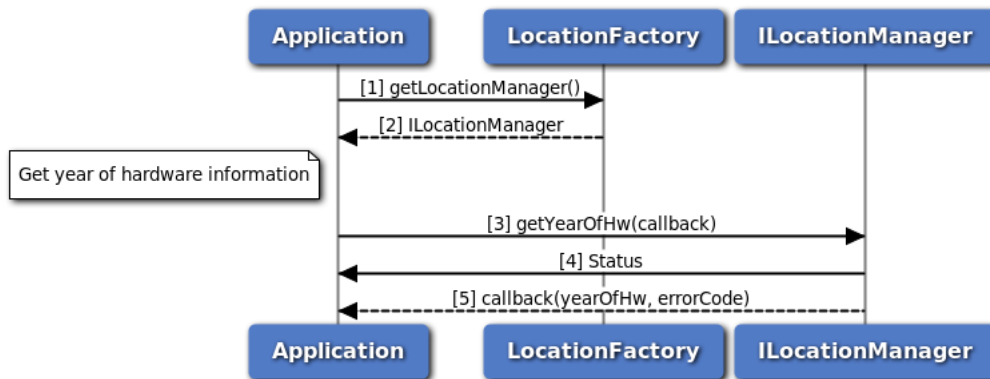 Application
LocationFactory
ILocationManager
[1] getLocationManager()
[2] ILocationManager
Get year of hardware information
[3] getYearOfHw(callback)
[4] Status
[5] callback(yearOfHw, errorCode)
Application
LocationFactory
ILocationManager